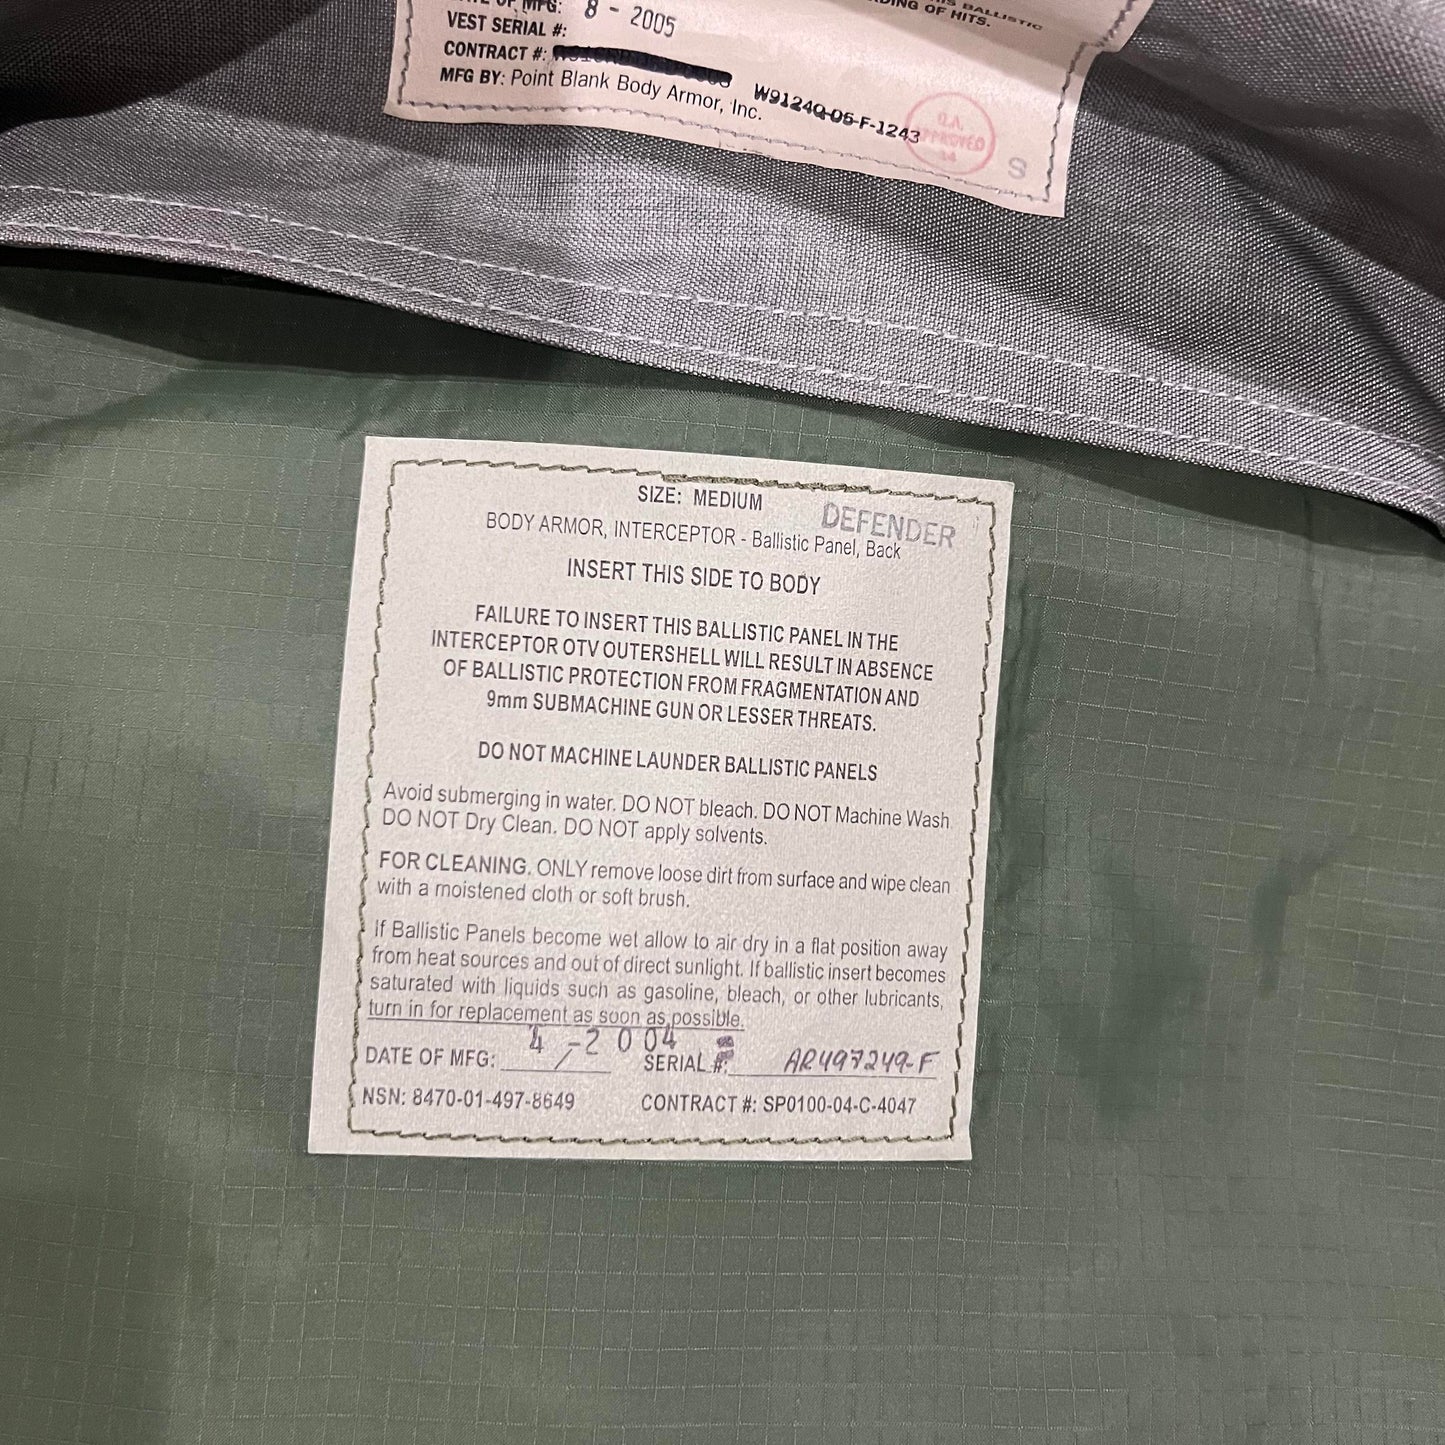 MFG: 8 - 2005
VEST SERIAL #:
CONTRACT #: W9124Q-05-F-1243
MFG BY: Point Blank Body Armor, Inc.
BALLISTIC
OF HITS.
Q.A.
APPROVED
S
SIZE: MEDIUM
DEFENDER
BODY ARMOR, INTERCEPTOR - Ballistic Panel, Back
INSERT THIS SIDE TO BODY
FAILURE TO INSERT THIS BALLISTIC PANEL IN THE
INTERCEPTOR OTV OUTERSHELL WILL RESULT IN ABSENCE
OF BALLISTIC PROTECTION FROM FRAGMENTATION AND
9mm SUBMACHINE GUN OR LESSER THREATS.
DO NOT MACHINE LAUNDER BALLISTIC PANELS
Avoid submerging in water. DO NOT bleach. DO NOT Machine Wash
DO NOT Dry Clean. DO NOT apply solvents.
FOR CLEANING. ONLY remove loose dirt from surface and wipe clean
with a moistened cloth or soft brush.
If Ballistic Panels become wet allow to air dry in a flat position away
from heat sources and out of direct sunlight. If ballistic insert becomes
saturated with liquids such as gasoline, bleach, or other lubricants,
turn in for replacement as soon as possible.
DATE OF MFG: 4 - 2004 SERIAL #: AR497249-F
NSN: 8470-01-497-8649 CONTRACT #: SP0100-04-C-4047